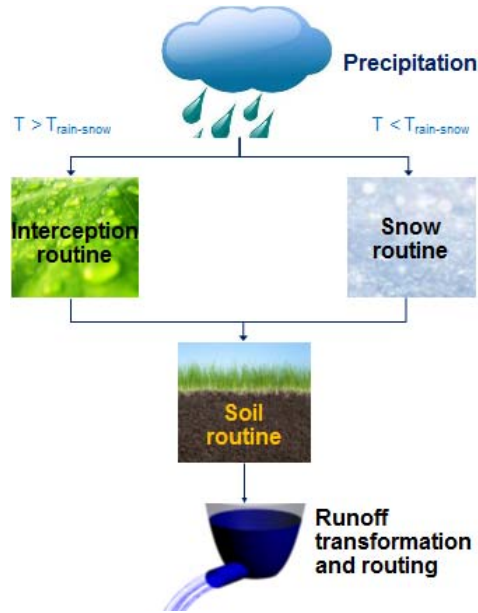 Precipitation
T > Train-snow
T < Train-snow
Interception
routine
Snow
routine
Soil
routine
Runoff
transformation
and routing